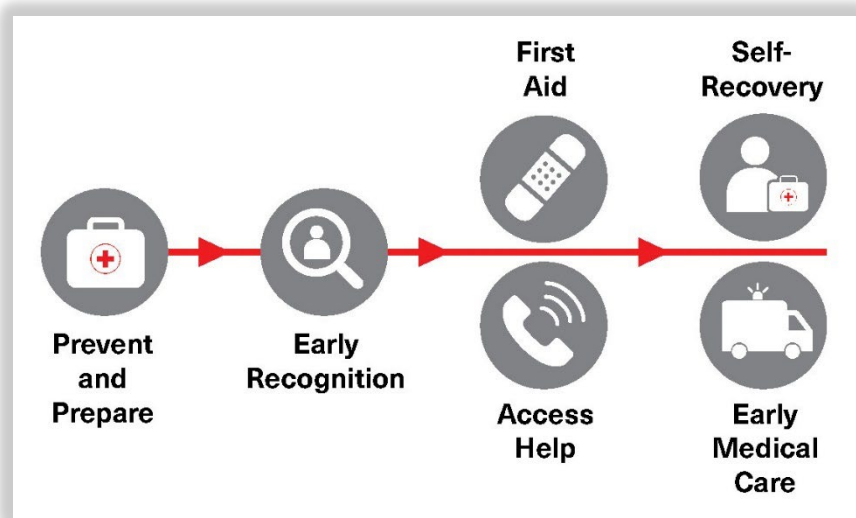 Prevent
and
Prepare
Early
Recognition
First
Aid
Access
Help
Self-
Recovery
Early
Medical
Care